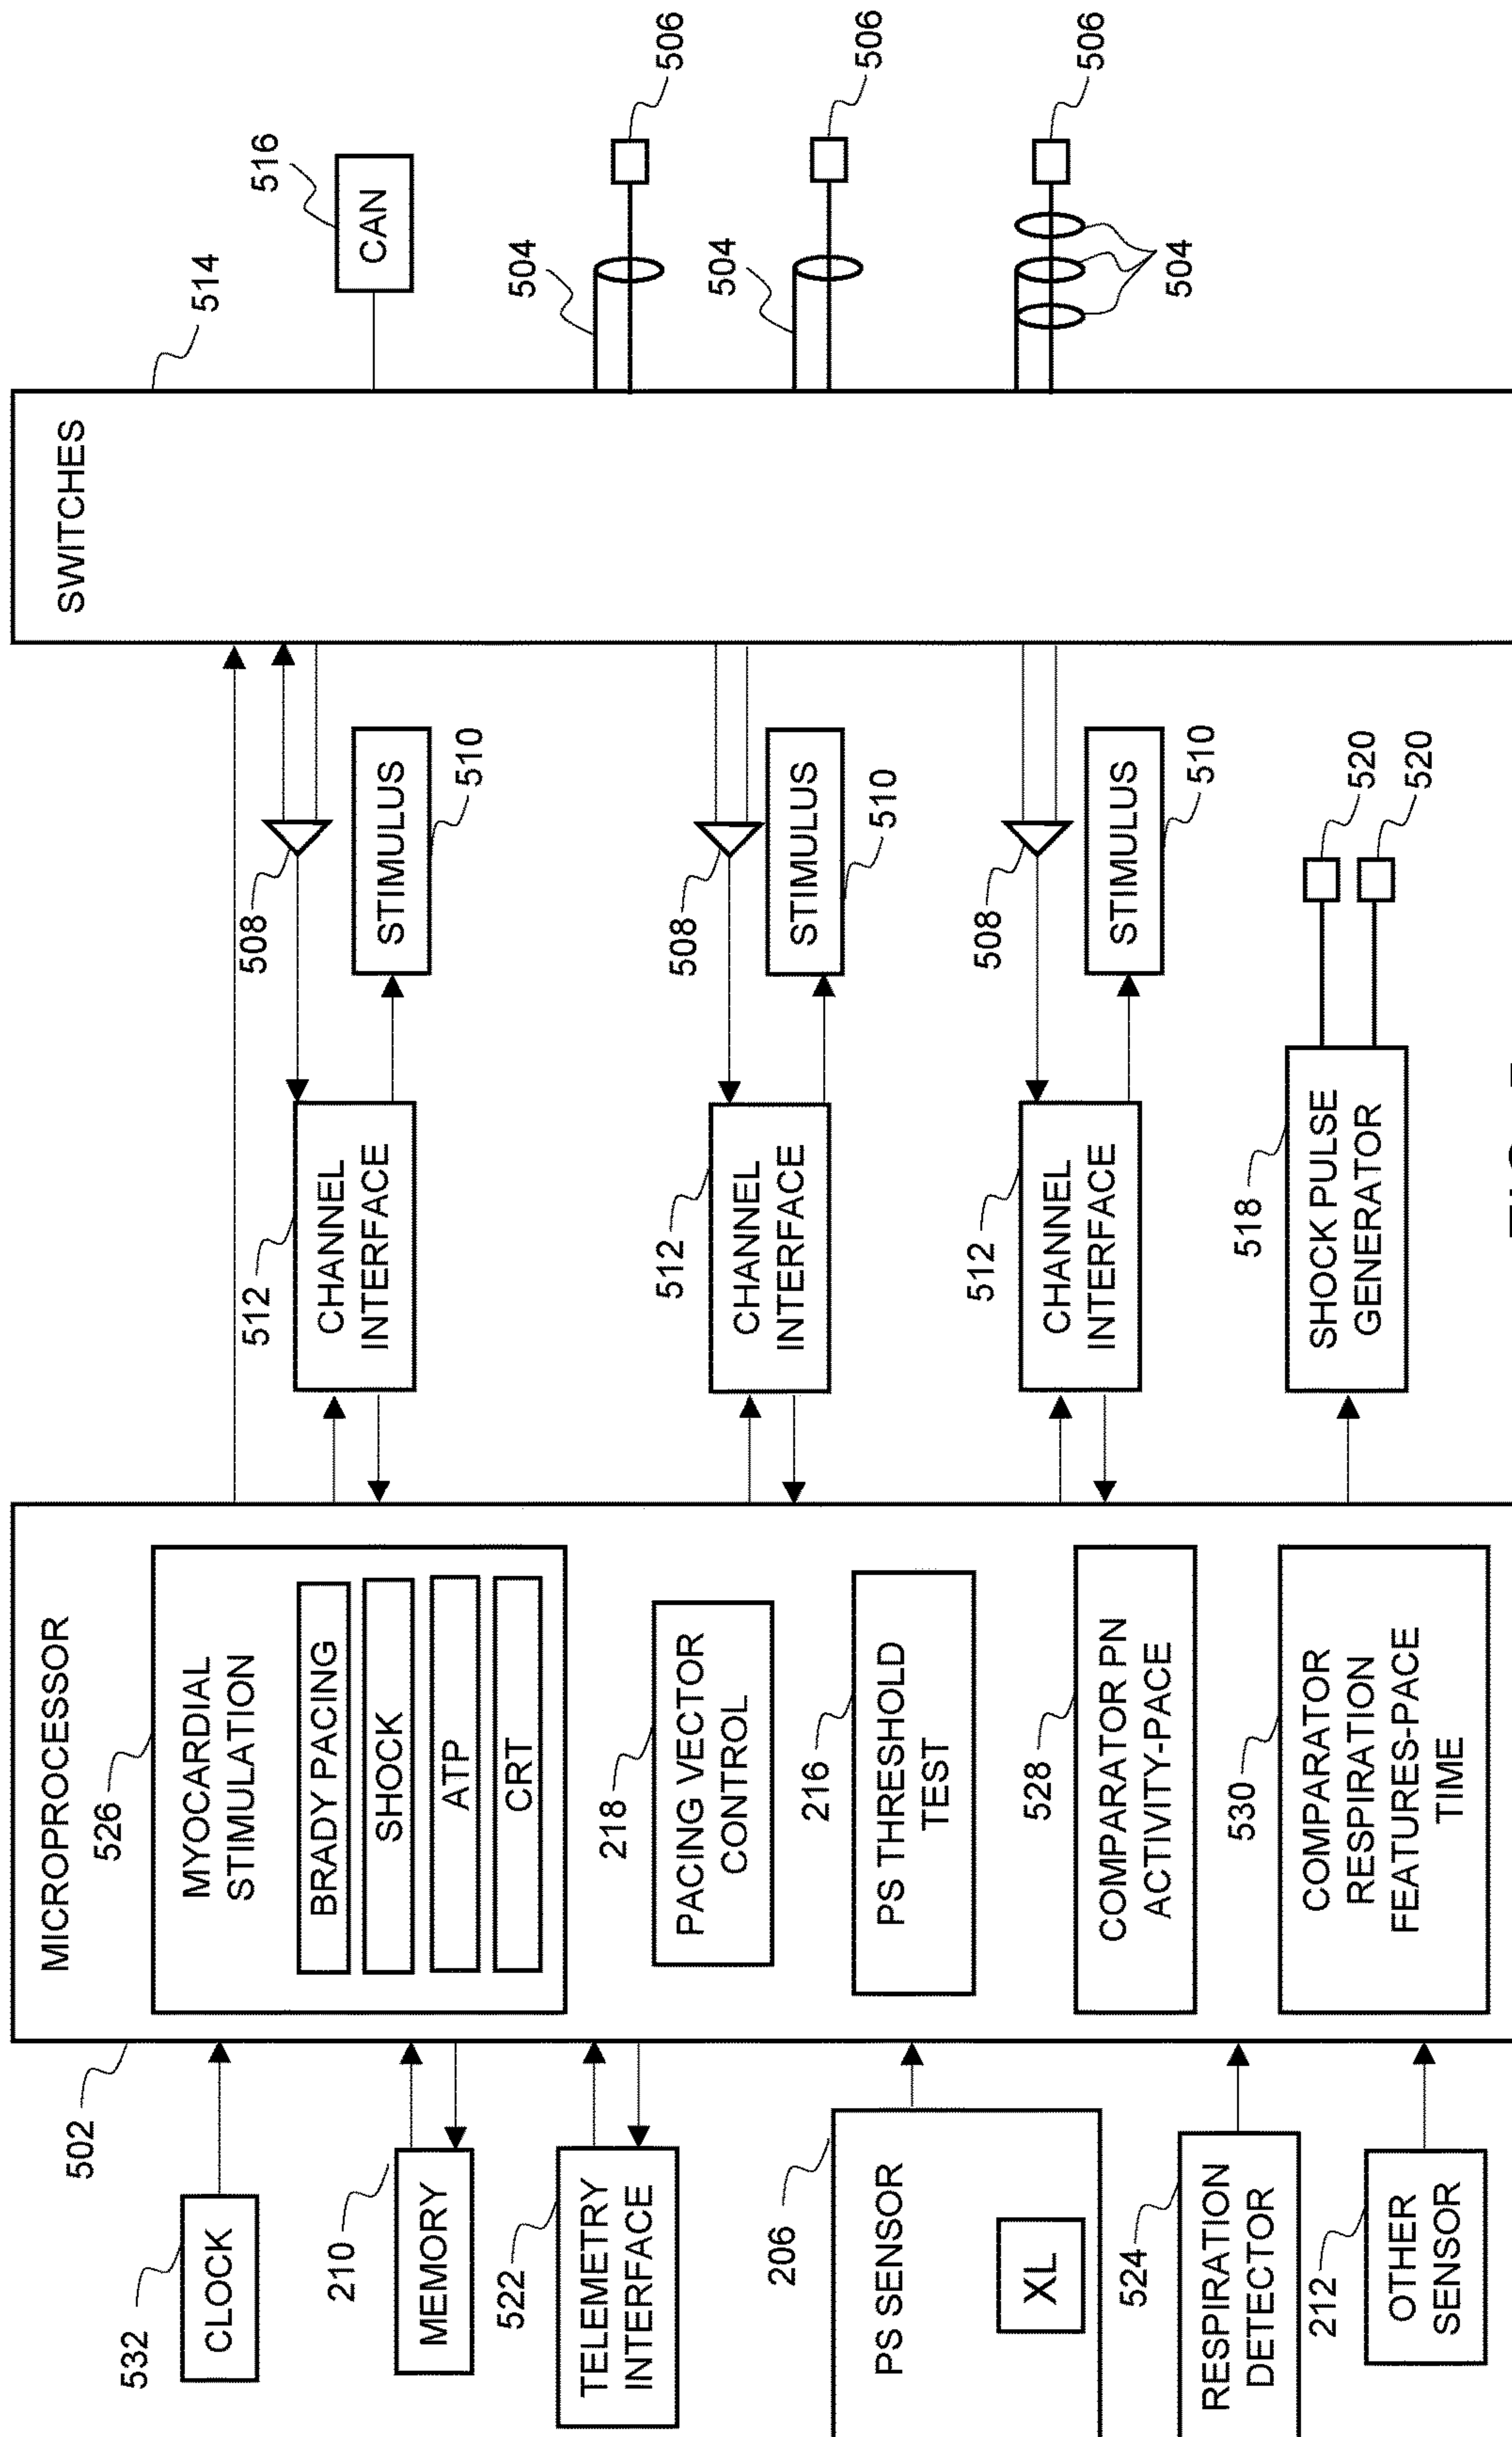 532
CLOCK
210
MEMORY
522
TELEMETRY
INTERFACE
206
PS SENSOR
XL
524
RESPIRATION
DETECTOR
212
OTHER
SENSOR
502
MICROPROCESSOR
526
MYOCARDIAL
STIMULATION
BRADY PACING
SHOCK
ATP
CRT
218
PACING VECTOR
CONTROL
216
PS THRESHOLD
TEST
528
COMPARATOR PN
ACTIVITY-PACE
530
COMPARATOR
RESPIRATION
FEATURES-PACE
TIME
512
CHANNEL
INTERFACE
508
STIMULUS
510
512
CHANNEL
INTERFACE
508
STIMULUS
510
512
CHANNEL
INTERFACE
508
STIMULUS
510
518
SHOCK PULSE
GENERATOR
520
520
SWITCHES
514
516
CAN
504
506
504
506
504
506